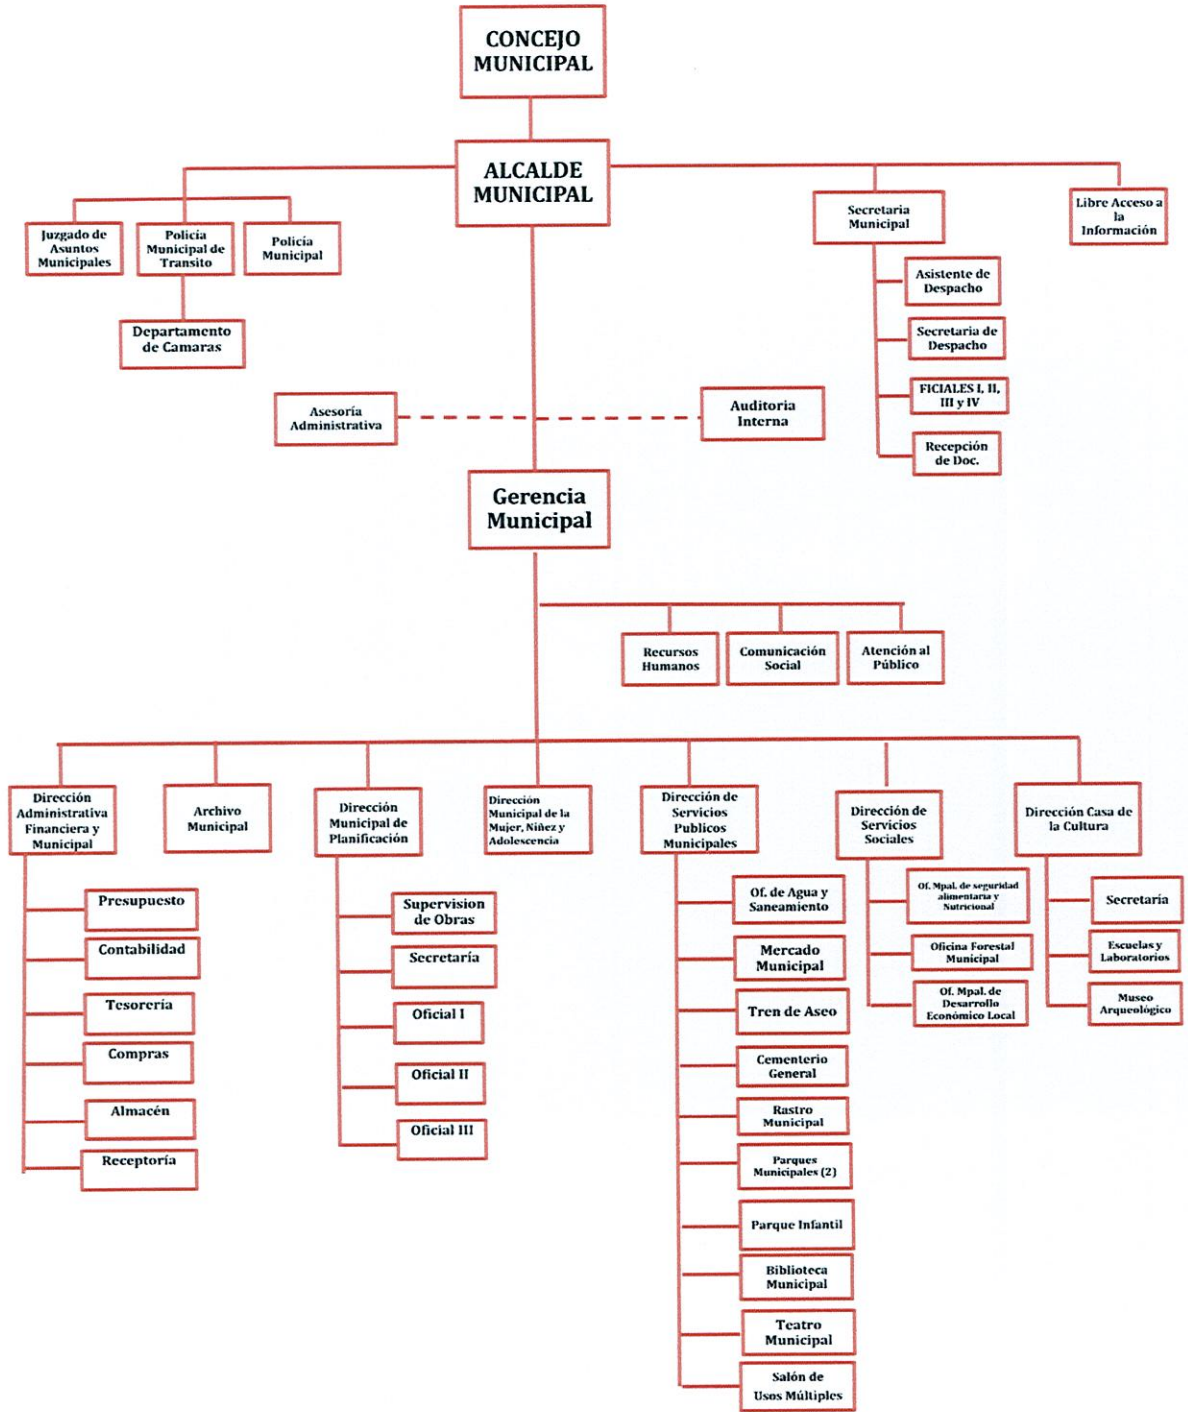 CONCEJO
MUNICIPAL
ALCALDE
MUNICIPAL
Juzgado de
Asuntos
Municipales
Policía
Municipal de
Transito
Policía
Municipal
Departamento
de Camaras
Secretaria
Municipal
Libre Acceso a
la
Información
Asistente de
Despacho
Secretaria de
Despacho
FICIALES I, II,
III y IV
Recepción
de Doc.
Asesoría
Administrativa
Auditoria
Interna
Gerencia
Municipal
Recursos
Humanos
Comunicación
Social
Atención al
Público
Dirección
Administrativa
Financiera y
Municipal
Presupuesto
Contabilidad
Tesorería
Compras
Almacén
Receptoría
Archivo
Municipal
Dirección
Municipal de
Planificación
Supervision
de Obras
Secretaría
Oficial I
Oficial II
Oficial III
Dirección
Municipal de la
Mujer, Niñez y
Adolescencia
Dirección de
Servicios
Publicos
Municipales
Of. de Agua y
Saneamiento
Mercado
Municipal
Tren de Aseo
Cementerio
General
Rastro
Municipal
Parques
Municipales (2)
Parque Infantil
Biblioteca
Municipal
Teatro
Municipal
Salón de
Usos Múltiples
Dirección de
Servicios
Sociales
Of. Mpal. de seguridad
alimentaria y
Nutricional
Oficina Forestal
Municipal
Of. Mpal. de
Desarrollo
Económico Local
Dirección Casa de
la Cultura
Secretaría
Escuelas y
Laboratorios
Museo
Arqueológico